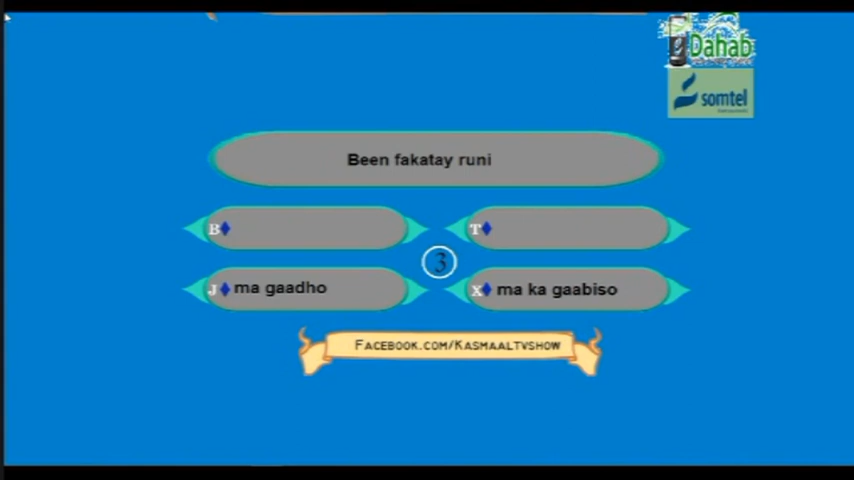 Dahab
somtel
Been fakatay runi
B
T
3
J ma gaadho
X ma ka gaabiso
FACEBOOK.COM/KASMAALTVSHOW